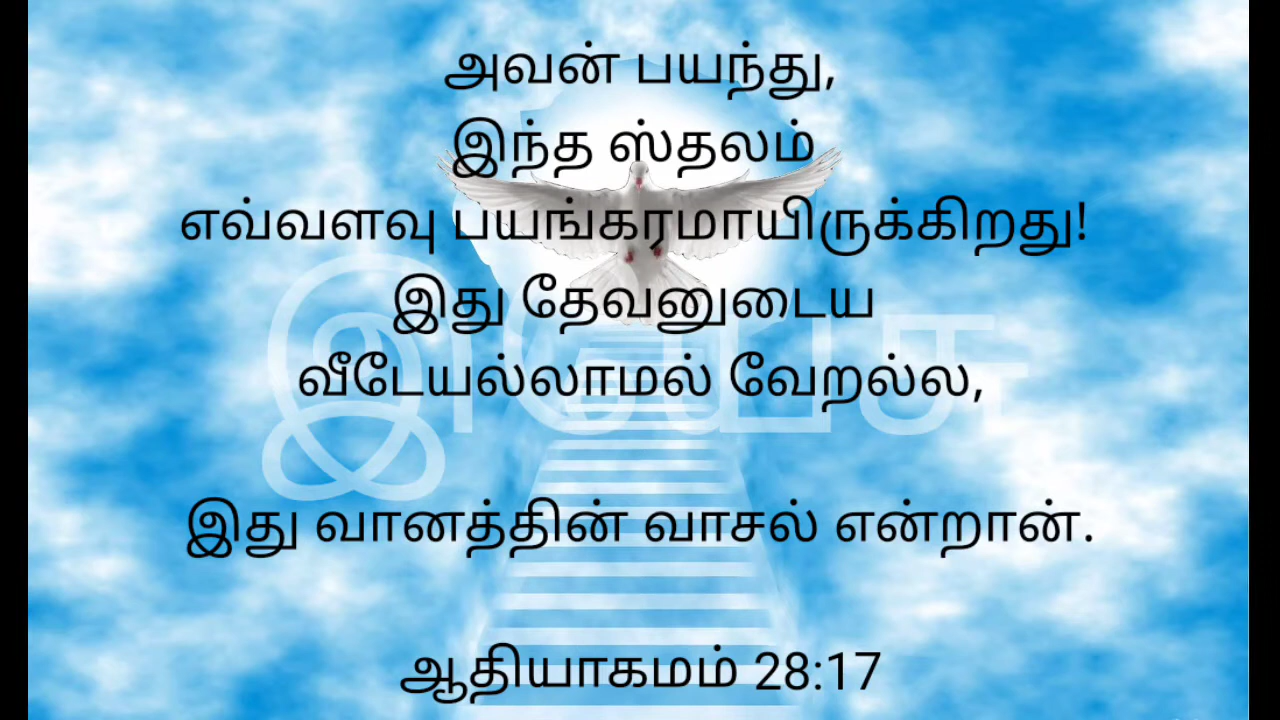 அவன் பயந்து,
இந்த ஸ்தலம்
எவ்வளவு பயங்கரமாயிருக்கிறது!
இது தேவனுடைய
வீடேயல்லாமல் வேறல்ல,
இயேசு
இது வானத்தின் வாசல் என்றான்.
ஆதியாகமம் 28:17